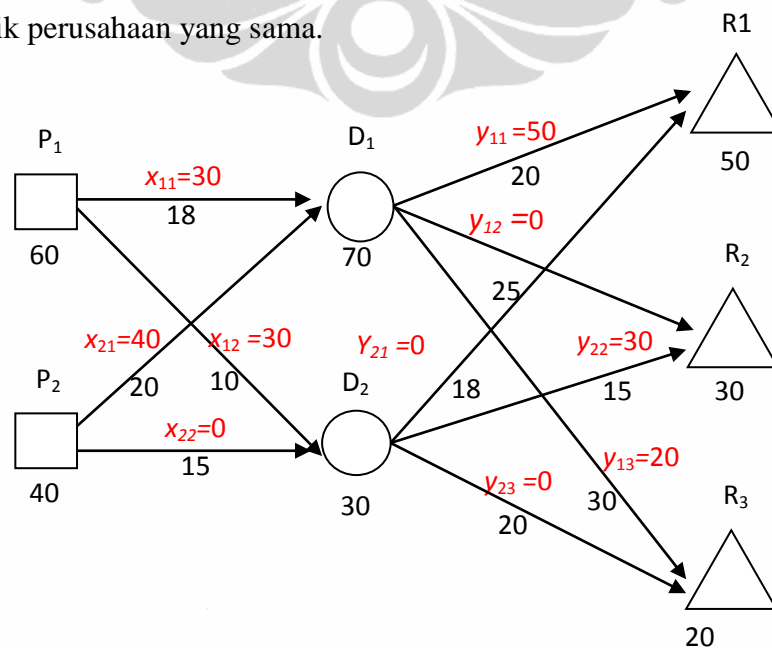 ik perusahaan yang sama.
R1
P1
D1
y11 =50
x11=30
20
50
18
y12 =0
60
70
R2
25
x21=40
x12 =30
Y21 =0
y22=30
P2
20
10
D2
18
15
30
x22=0
y13=20
15
y23 =0
R3
40
30
20
30
20